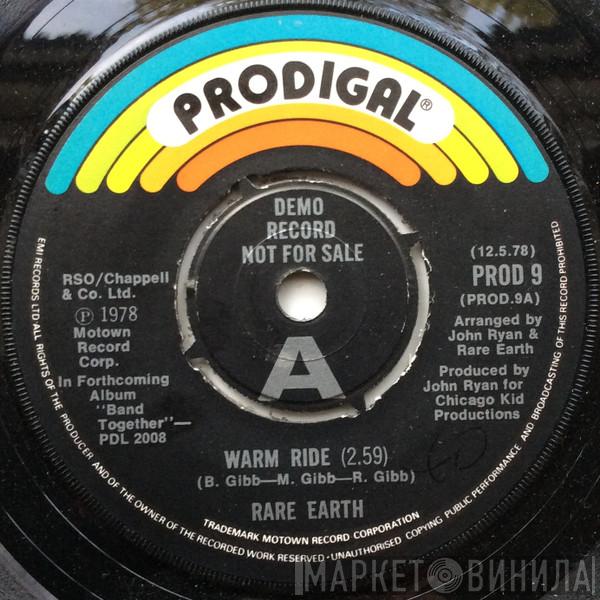 PRODIGAL®
DEMO
RECORD
NOT FOR SALE
RSO/Chappell
& Co. Ltd.
℗ 1978
Motown
Record
Corp.
In Forthcoming
Album
"Band
Together"—
PDL 2008
(12.5.78)
PROD 9
(PROD.9A)
Arranged by
John Ryan &
Rare Earth
Produced by
John Ryan for
Chicago Kid
Productions
A
WARM RIDE (2.59)
(B. Gibb—M. Gibb—R. Gibb)
RARE EARTH
TRADEMARK MOTOWN RECORD CORPORATION
EMI RECORDS LTD ALL RIGHTS OF THE PRODUCER AND OF THE OWNER OF THE RECORDED WORK RESERVED · UNAUTHORISED COPYING PUBLIC PERFORMANCE AND BROADCASTING OF THIS RECORD PROHIBITED
МАРКЕТ ВИНИЛА